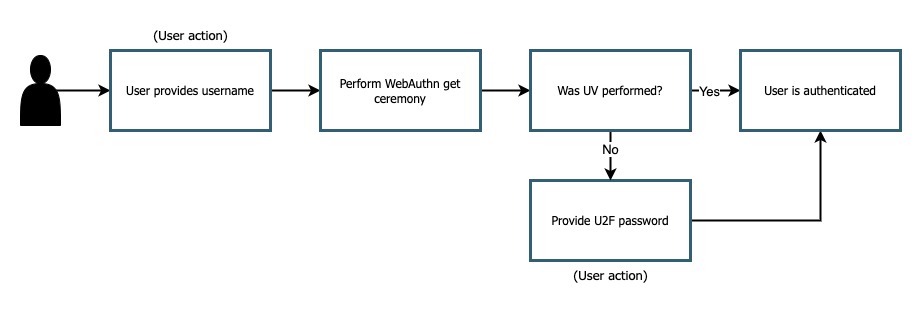 (User action)
User provides username
Perform WebAuthn get
ceremony
Was UV performed?
Yes
User is authenticated
No
Provide U2F password
(User action)